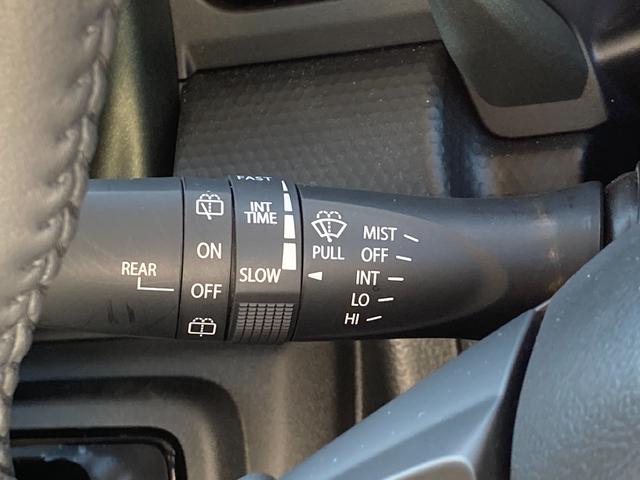 REAR
ON
OFF
FAST
INT
TIME
SLOW
PULL
MIST
OFF
INT
LO
HI